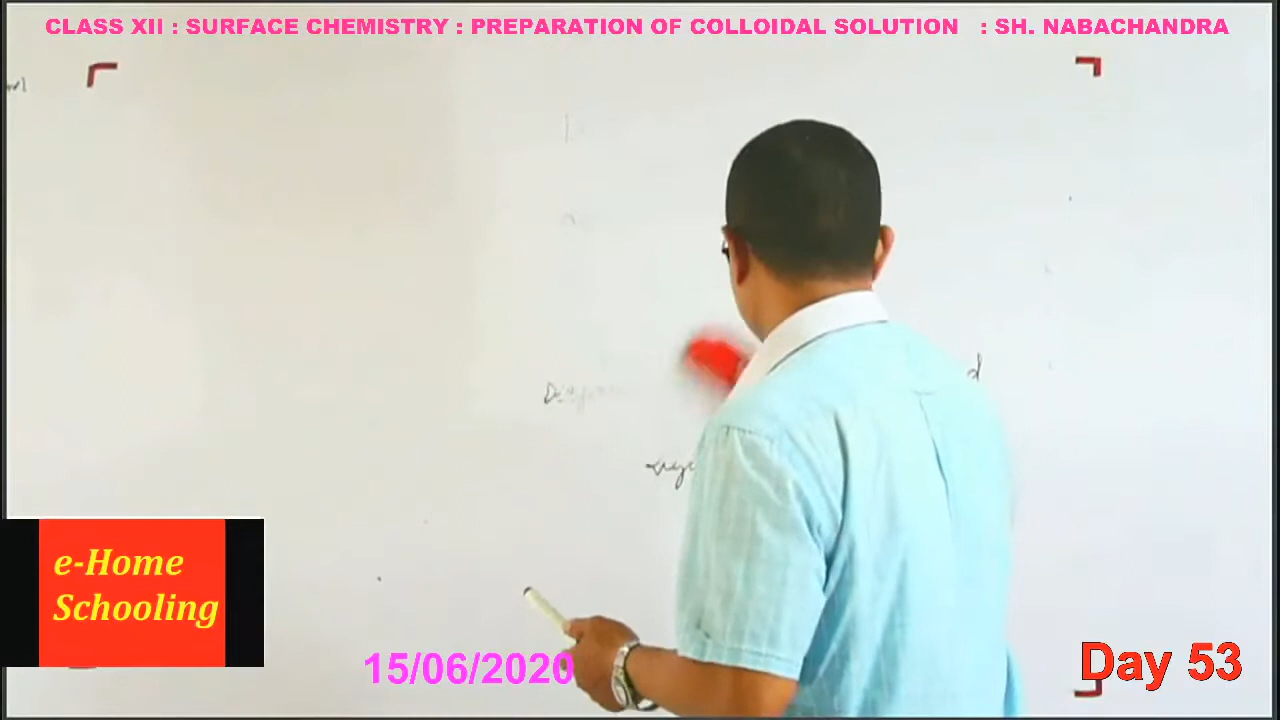 CLASS XII : SURFACE CHEMISTRY : PREPARATION OF COLLOIDAL SOLUTION : SH. NABACHANDRA
d
e-Home
Schooling
15/06/2020
Day 53